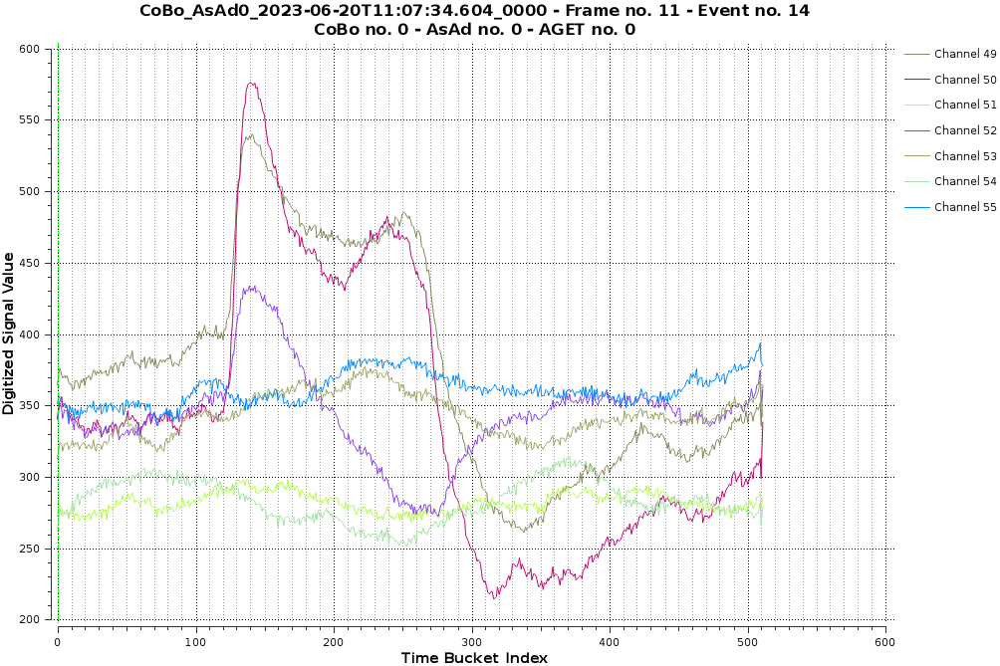 CoBo_AsAd0_2023-06-20T11:07:34.604_0000 - Frame no. 11 - Event no. 14
CoBo no. 0 - AsAd no. 0 - AGET no. 0
600
550
500
450
400
350
300
250
200
Digitized Signal Value
0
100
200
300
400
500
600
Time Bucket Index
Channel 49
Channel 50
Channel 51
Channel 52
Channel 53
Channel 54
Channel 55